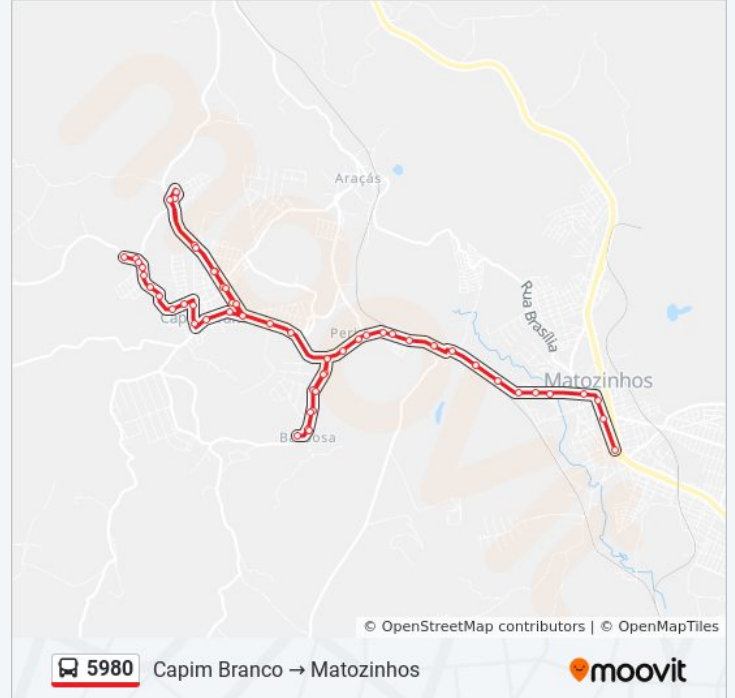 Araçás
Rua Brasília
Matozinhos
© OpenStreetMap contributors | © OpenMapTiles
5980 Capim Branco → Matozinhos
moovit